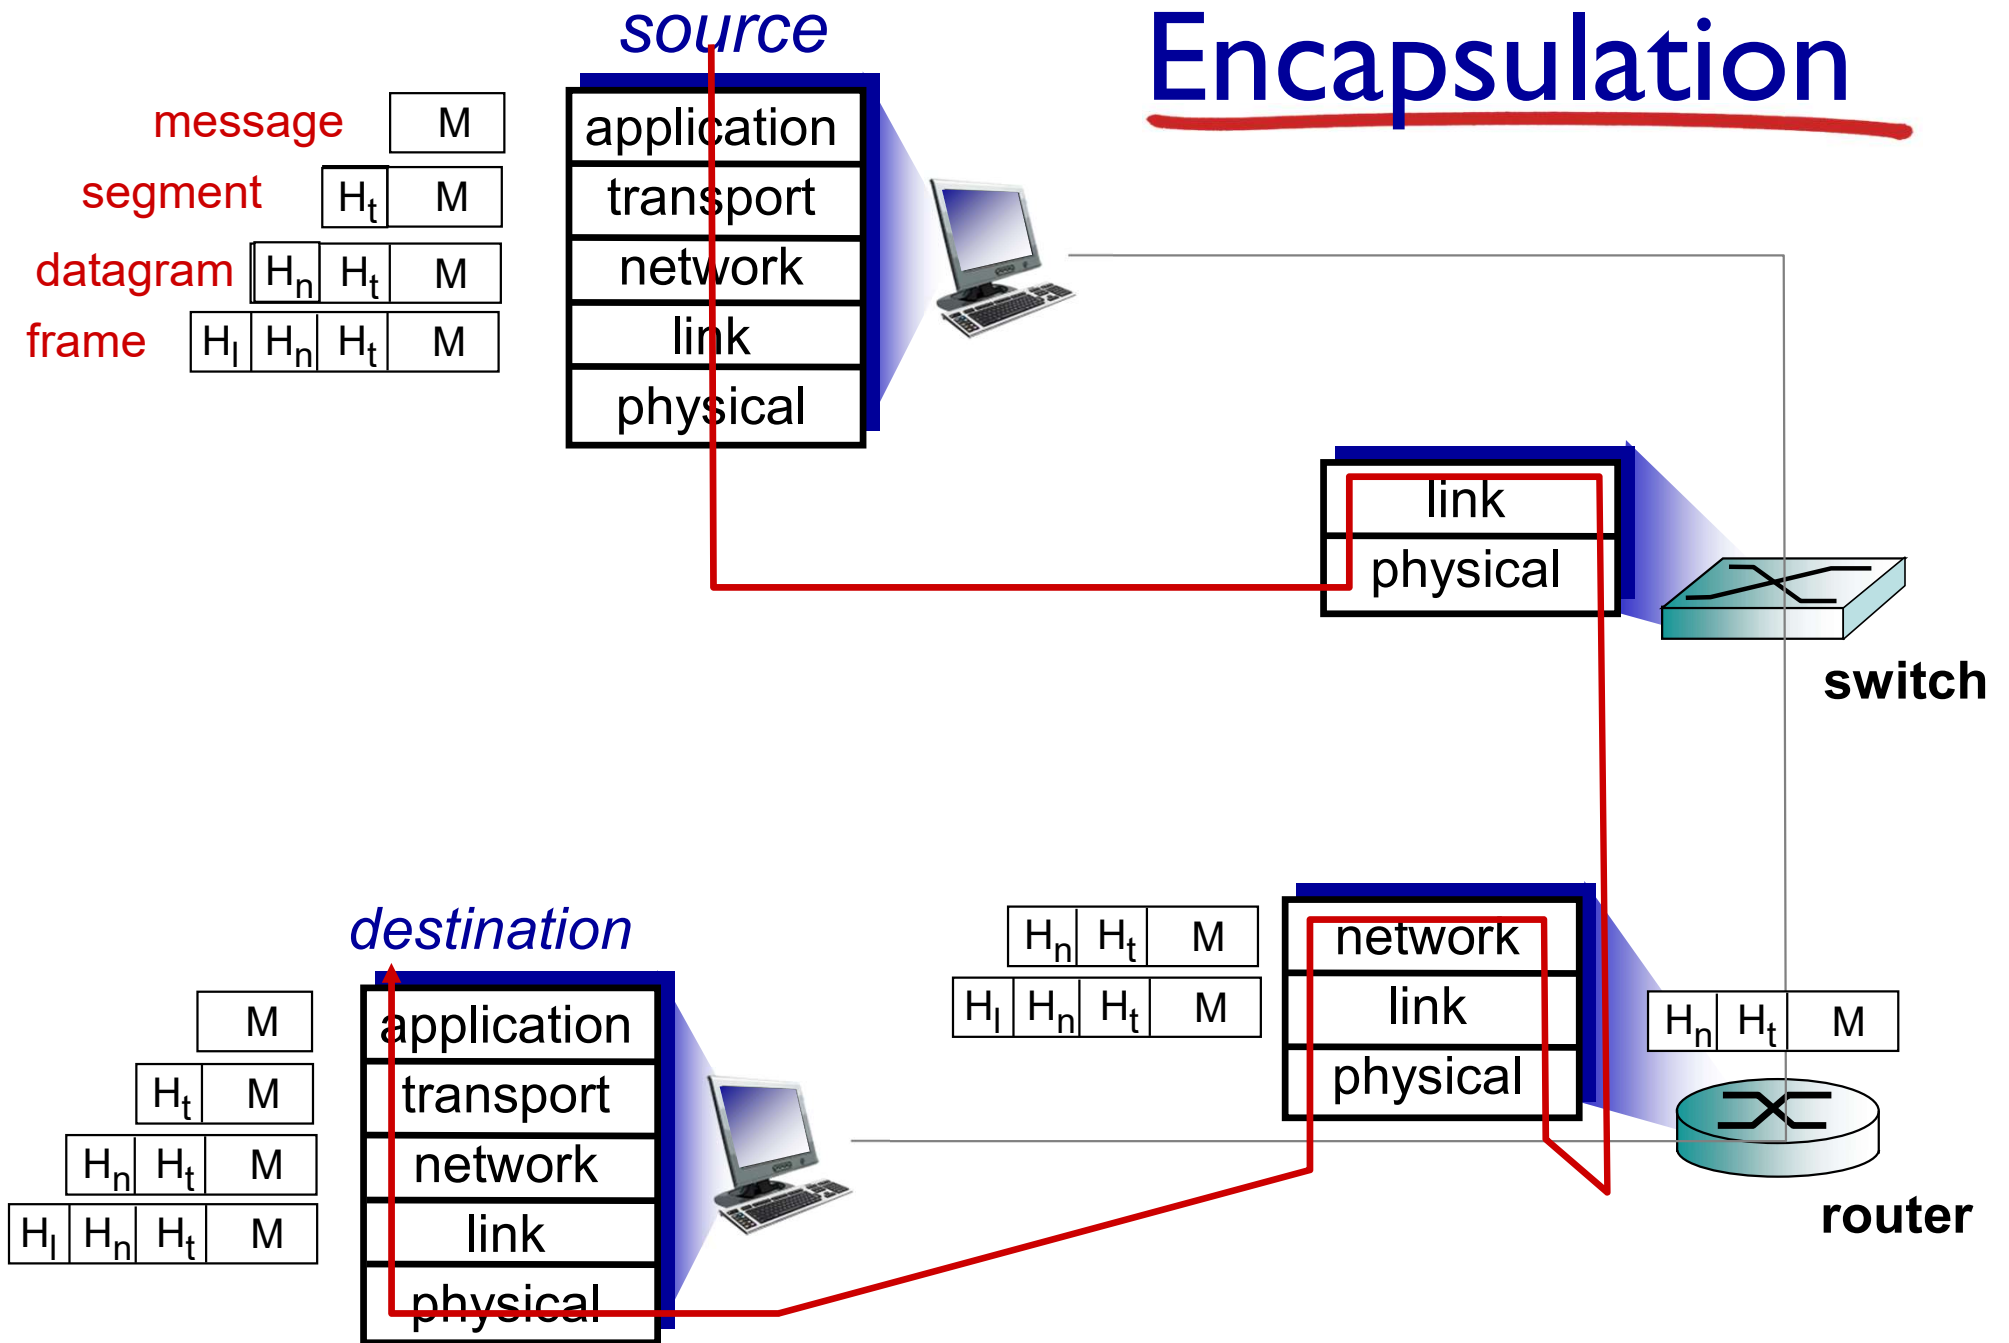 source
Encapsulation
message M
application
segment Ht M
transport
datagram Hn Ht M
network
frame Hl Hn Ht M
link
physical
link
physical
switch
destination
Hn Ht M
network
Hl Hn Ht M
link
Hn Ht M
physical
router
M
application
Ht M
transport
Hn Ht M
network
Hl Hn Ht M
link
physical